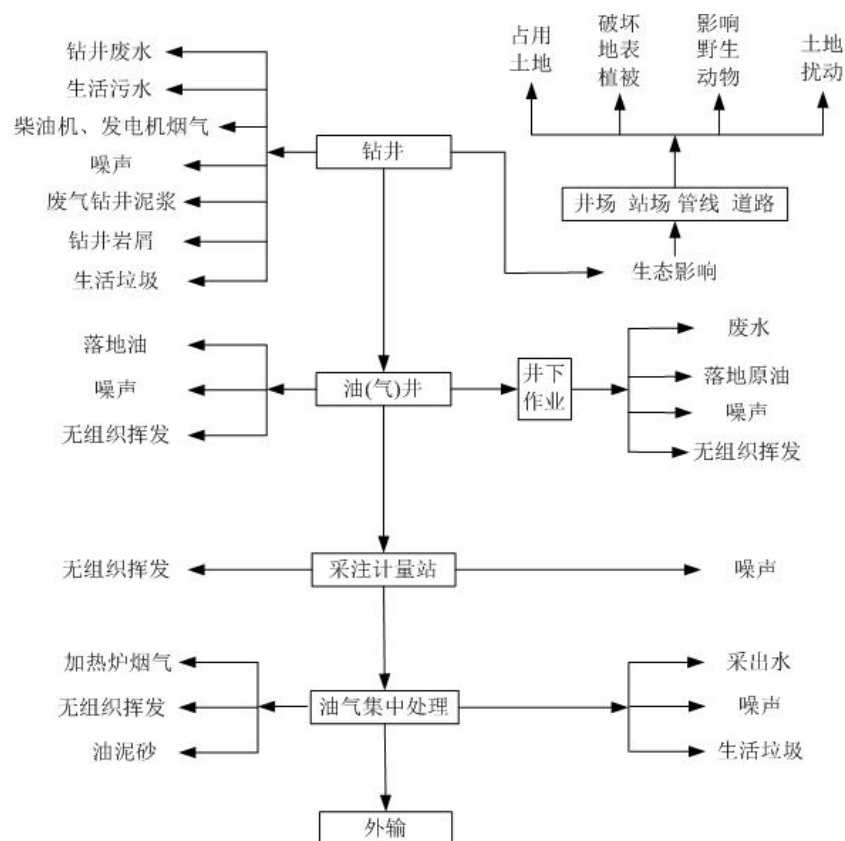 钻井废水
生活污水
柴油机、发电机烟气
噪声
废气钻井泥浆
钻井岩屑
生活垃圾
钻井
占用
土地
破坏
地表
植被
影响
野生
动物
土地
扰动
井场 站场 管线 道路
生态影响
落地油
噪声
无组织挥发
油(气)井
井下
作业
废水
落地原油
噪声
无组织挥发
无组织挥发
采注计量站
噪声
加热炉烟气
无组织挥发
油泥砂
油气集中处理
采出水
噪声
生活垃圾
外输